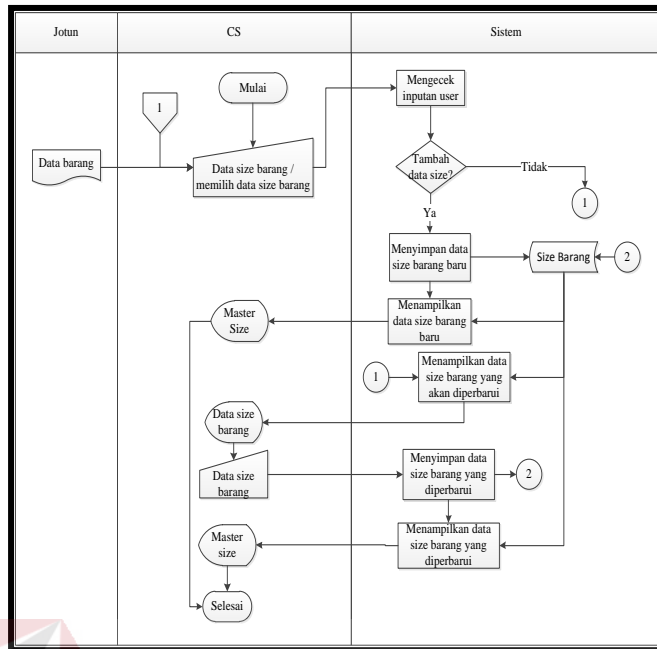 Jotun
CS
Sistem
1
Mulai
Mengecek
inputan user
Data barang
Data size barang /
memilih data size barang
Tambah
data size?
Tidak
1
Ya
Menyimpan data
size barang baru
Size Barang
2
Master
Size
Menampilkan
data size barang
baru
1
Menampilkan data
size barang yang
akan diperbarui
Data size
barang
Data size
barang
Menyimpan data
size barang yang
diperbarui
2
Master
size
Menampilkan data
size barang yang
diperbarui
Selesai